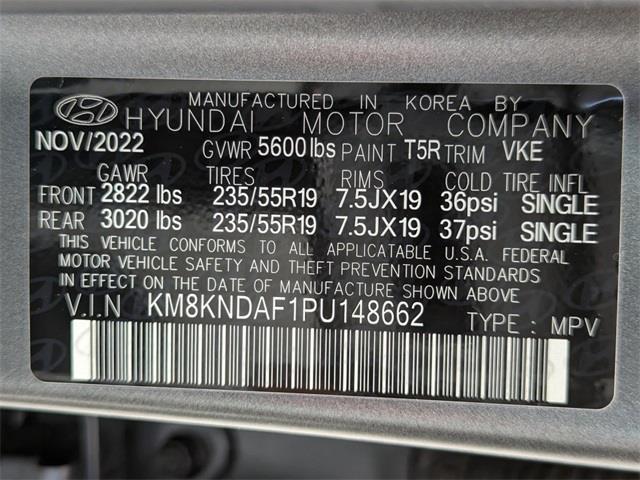 MANUFACTURED IN KOREA BY
HYUNDAI MOTOR COMPANY
NOV/2022 GVWR 5600 lbs PAINT T5R TRIM VKE
GAWR TIRES RIMS COLD TIRE INFL
FRONT 2822 lbs 235/55R19 7.5JX19 36psi SINGLE
REAR 3020 lbs 235/55R19 7.5JX19 37psi SINGLE
THIS VEHICLE CONFORMS TO ALL APPLICATABLE U.S.A. FEDERAL
MOTOR VEHICLE SAFETY AND THEFT PREVENTION STANDARDS
IN EFFECT ON THE DATA OF MANUFACTURE SHOWN ABOVE
V.I.N KM8KNDAF1PU148662 TYPE : MPV